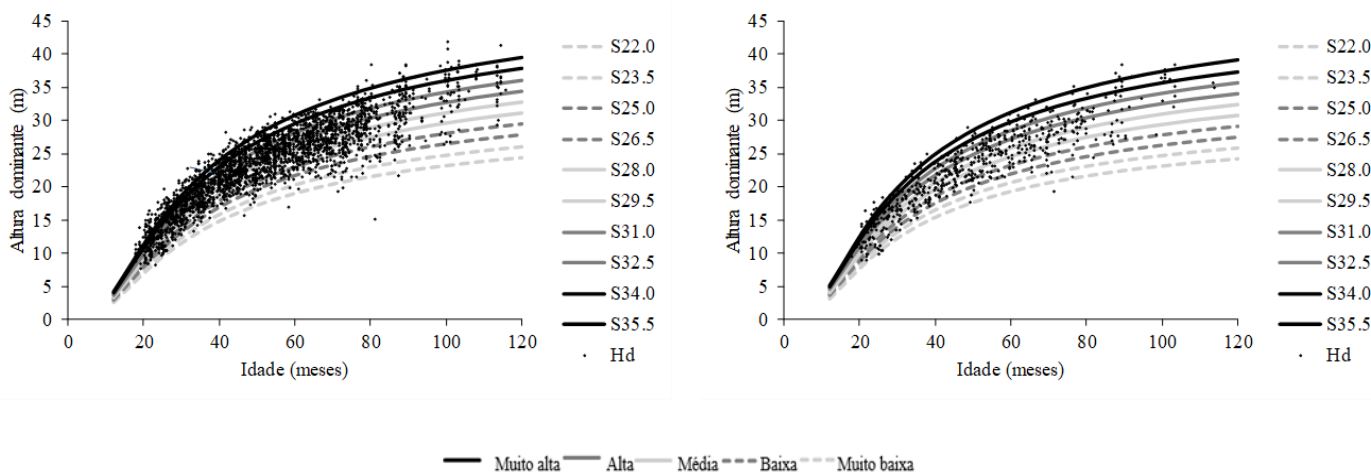 Altura dominante (m)
45
40
35
30
25
20
15
10
5
0
0 20 40 60 80 100 120
Idade (meses)
S22.0
S23.5
S25.0
S26.5
S28.0
S29.5
S31.0
S32.5
S34.0
S35.5
Hd
Altura dominante (m)
45
40
35
30
25
20
15
10
5
0
0 20 40 60 80 100 120
Idade (meses)
S22.0
S23.5
S25.0
S26.5
S28.0
S29.5
S31.0
S32.5
S34.0
S35.5
Hd
Muito alta Alta Média Baixa Muito baixa